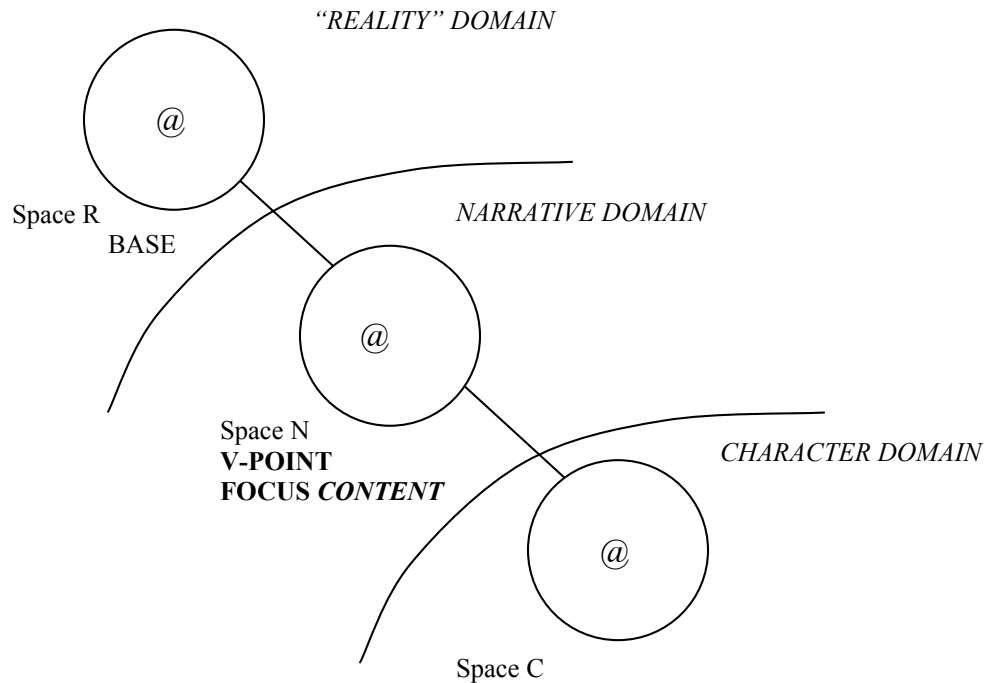 “REALITY” DOMAIN
@
Space R
BASE
NARRATIVE DOMAIN
@
Space N
V-POINT
FOCUS CONTENT
CHARACTER DOMAIN
@
Space C